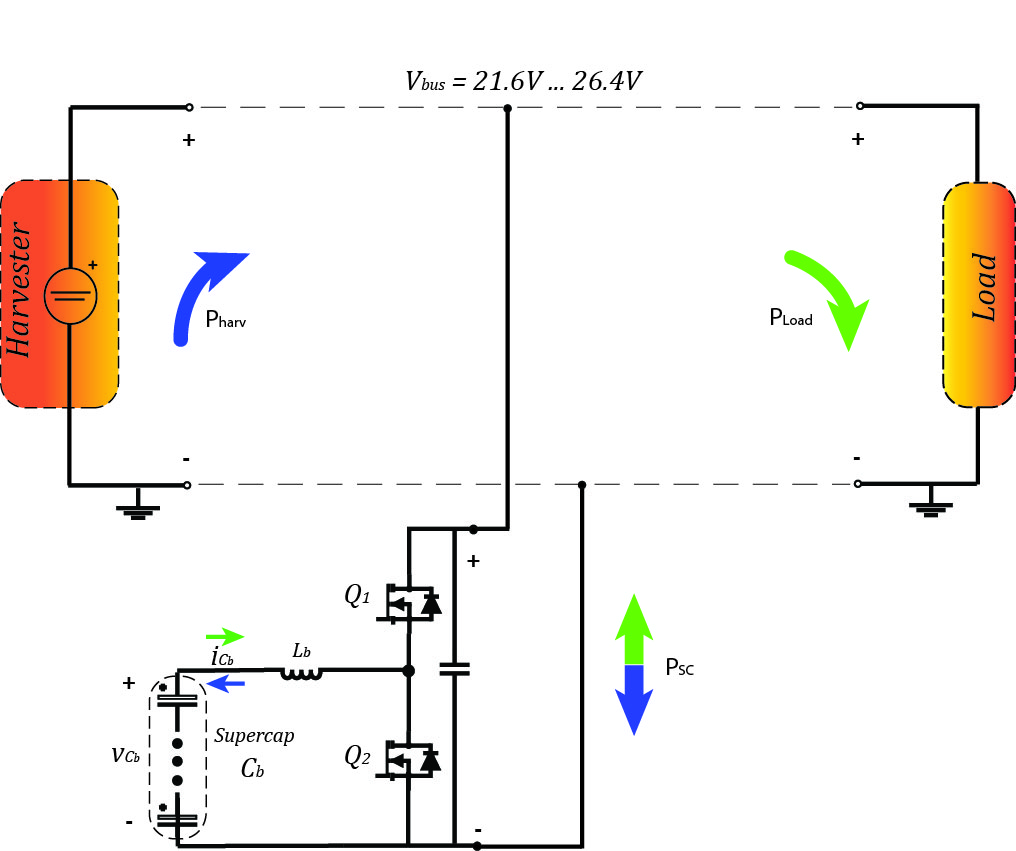 Vbus = 21.6V ... 26.4V
+
+
Harvester
+
Pharv
PLoad
Load
-
-
+
Q1
iCb
Lb
PSC
+
Supercap
Cb
vCb
Q2
-
-